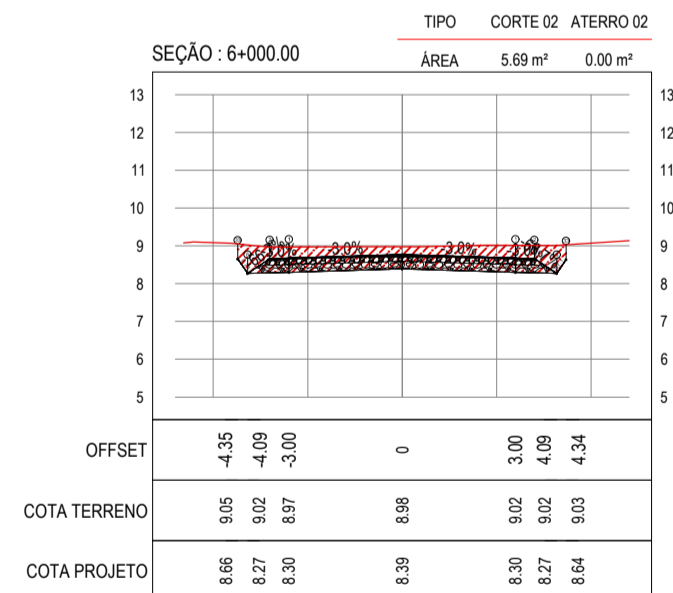 TIPO CORTE 02 ATERRO 02
SEÇÃO : 6+000.00
ÁREA 5.69 m² 0.00 m²
13 13
12 12
11 11
10 10
9 9
8 8
7 7
6 6
5 5
-3.0% -3.0%
OFFSET -4.35 -4.09 -3.00 0 3.00 4.09 4.34
COTA TERRENO 9.05 9.02 8.97 8.98 9.02 9.02 9.03
COTA PROJETO 8.66 8.27 8.30 8.39 8.30 8.27 8.64